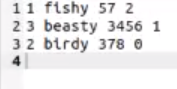 1 1 fishy 57 2
2 3 beasty 3456 1
3 2 birdy 378 0
4